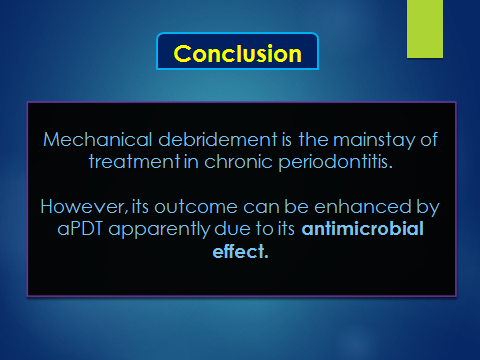 Conclusion
Mechanical debridement is the mainstay of
treatment in chronic periodontitis.
However, its outcome can be enhanced by
aPDT apparently due to its antimicrobial
effect.